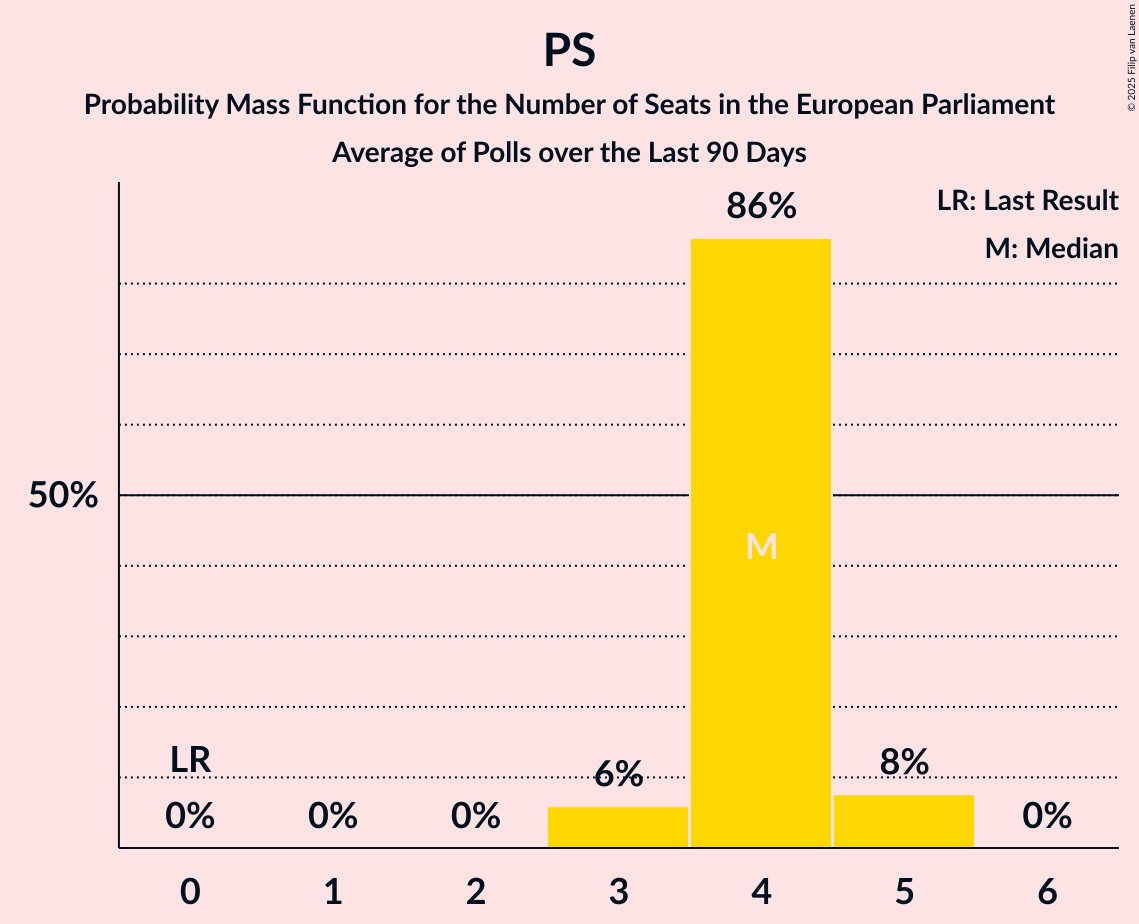 PS
Probability Mass Function for the Number of Seats in the European Parliament
Average of Polls over the Last 90 Days
© 2025 Filip van Laenen
LR: Last Result
M: Median
86%
50%
M
LR
0%
0%
0%
6%
8%
0%
0 1 2 3 4 5 6